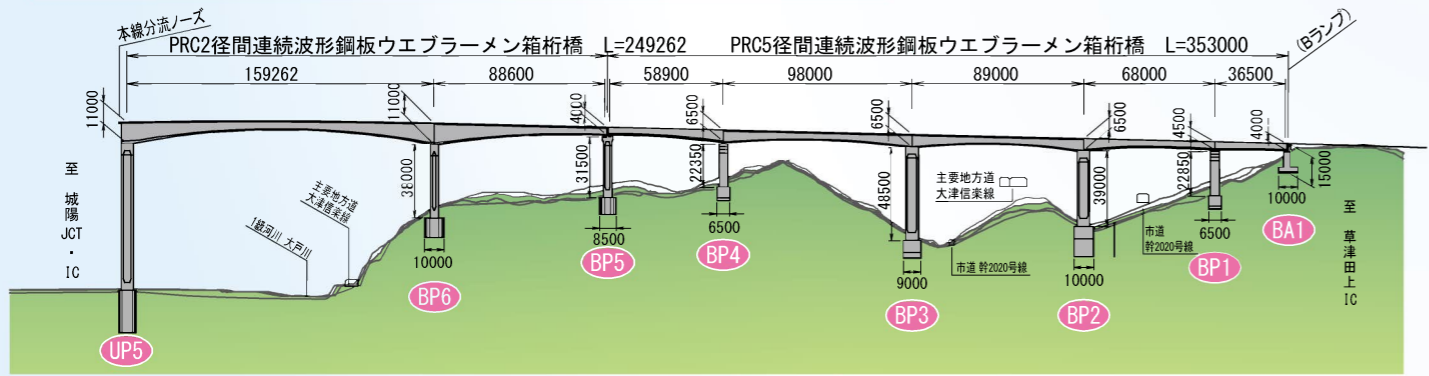 本線分流ノーズ
(Bランプ)
PRC2径間連続波形鋼板ウエブラーメン箱桁橋 L=249262
PRC5径間連続波形鋼板ウエブラーメン箱桁橋 L=353000
159262
88600
58900
98000
89000
68000
36500
11000
11000
4000
6500
6500
6500
4500
4000
38000
31500
22350
48500
39000
22850
15000
至 城陽JCT・IC
1級河川 大戸川
主要地方道
大津信楽線
主要地方道
大津信楽線
市道 幹2020号線
市道
幹2020号線
至 草津田上IC
10000
8500
6500
9000
10000
6500
10000
UP5
BP6
BP5
BP4
BP3
BP2
BP1
BA1